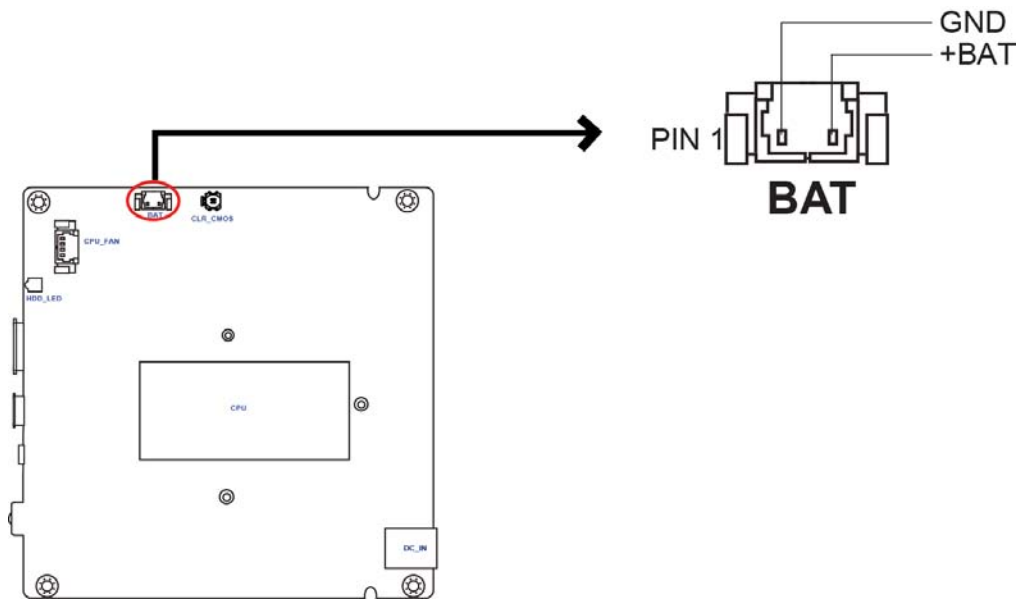 GND
+BAT
PIN 1
BAT
BAT
CLR_CMOS
CPU_FAN
HDD_LED
CPU
DC_IN